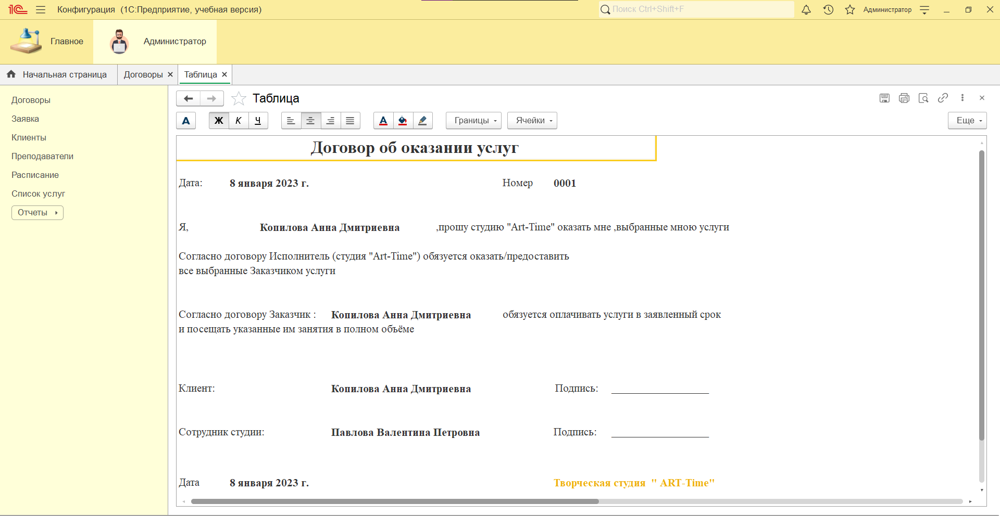 1С Конфигурация (1С:Предприятие, учебная версия) Поиск Ctrl+Shift+F Администратор
Главное Администратор
Начальная страница Договоры Таблица
Договоры
Заявка
Клиенты
Преподаватели
Расписание
Список услуг
Отчеты
Таблица
А Ж К Ч А Границы Ячейки Еще
Договор об оказании услуг
Дата: 8 января 2023 г. Номер 0001
Я, Копилова Анна Дмитриевна ,прошу студию "Art-Time" оказать мне ,выбранные мною услуги
Согласно договору Исполнитель (студия "Art-Time") обязуется оказать/предоставить
все выбранные Заказчиком услуги
Согласно договору Заказчик : Копилова Анна Дмитриевна обязуется оплачивать услуги в заявленный срок
и посещать указанные им занятия в полном объёме
Клиент: Копилова Анна Дмитриевна Подпись: ___________________
Сотрудник студии: Павлова Валентина Петровна Подпись: ___________________
Дата 8 января 2023 г. Творческая студия " ART-Time"